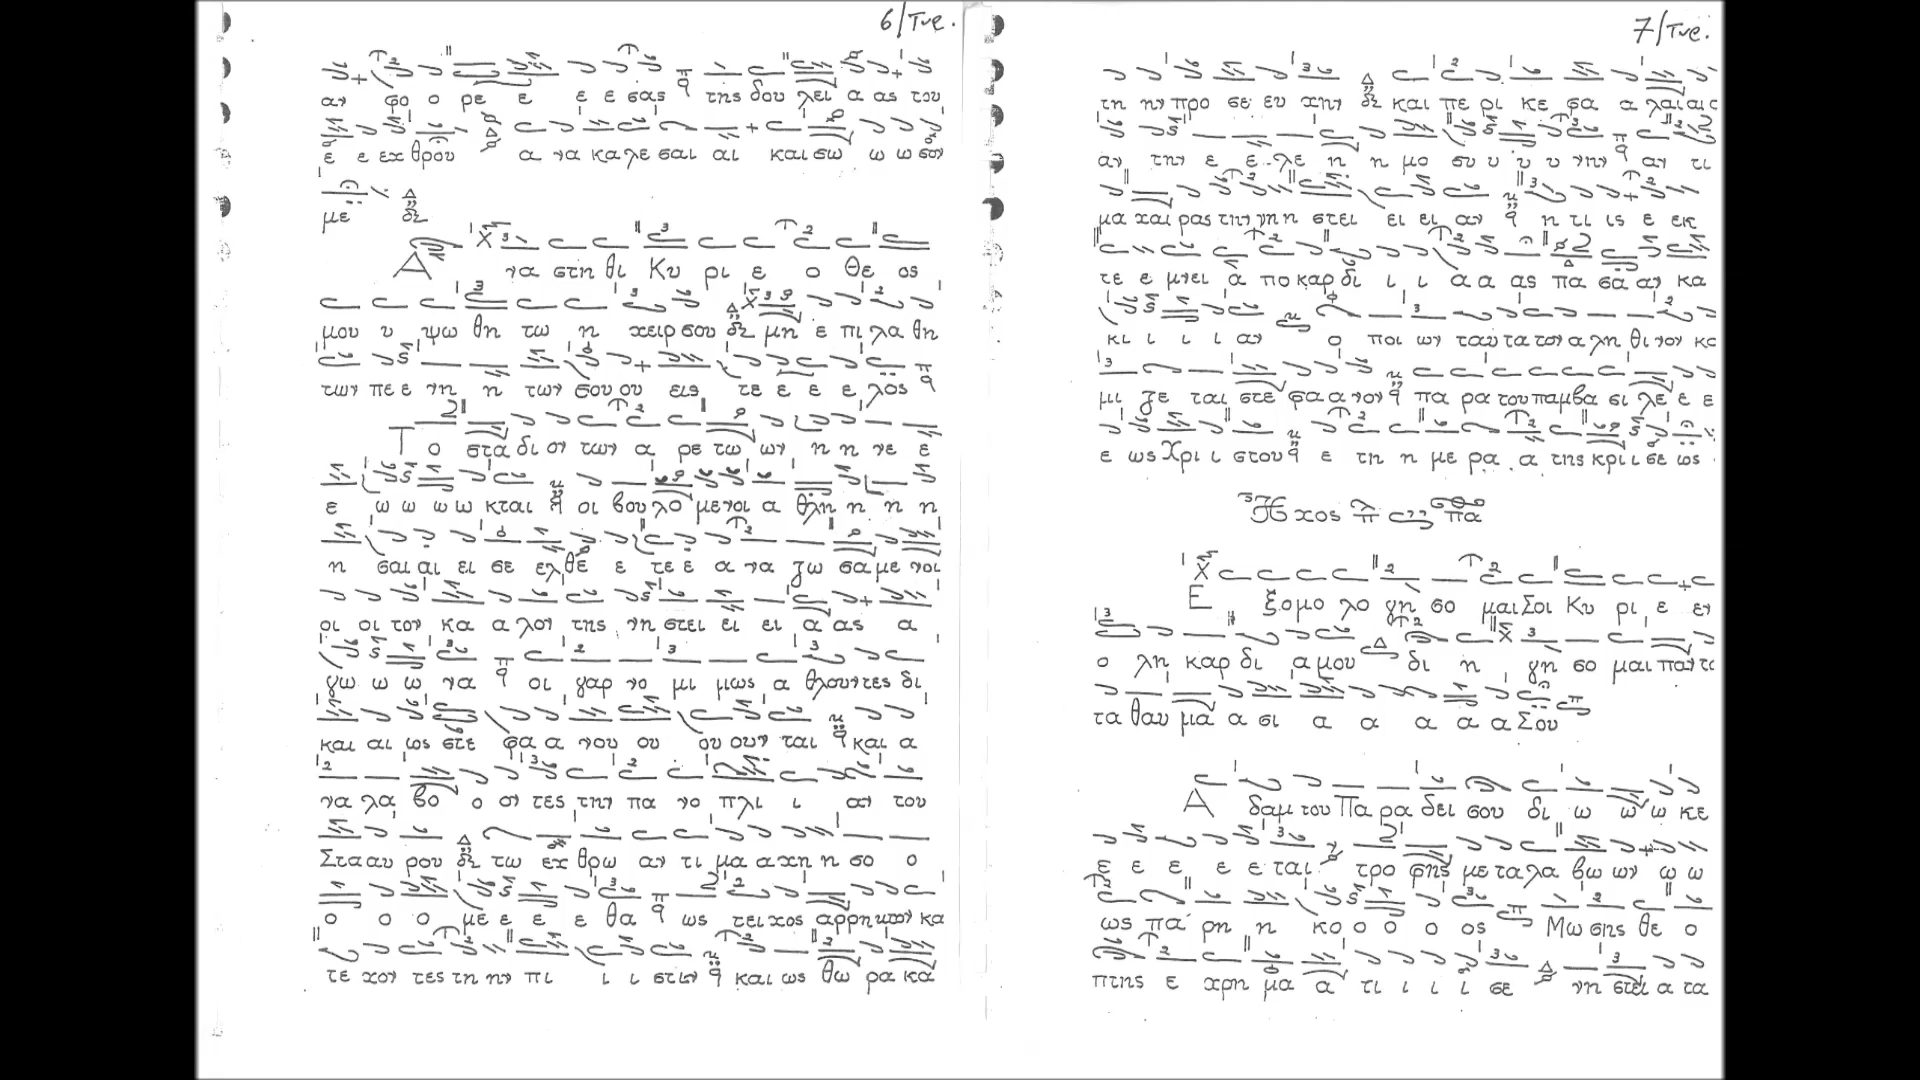 6/Τυρ.
αν φο ο ρε ε ε ε σας της δου λει α ας του
ε ε εχ θρου α να κα λε σαι αι και σω ω ω σον
με
Α να στη θι Κυ ρι ε ο Θε ος
μου υ ψω θη τω η χειρ σου μη ε πι λα θη
των πε ε νη η των σου ου εις τε ε ε ε λος
Τ ο στα δι ον των α ρε τω ων η η νε ε
ε ω ω ω ω κται οι βου λο με νοι α θλη η η η
η σαι αι ει σε ελ θε ε τε ε α να ζω σα με νοι
οι οι τον κα α λον της νη στει ει ει α ας α
γω ω ω να οι γαρ νο μι μως α θλουν τες δι
και αι ως στε φα α νου ου ου ουν ται και α
να λα βο ο ον τες την πα νο πλι ι αν του
Στα αυ ρου τω εχ θρω αν τι μα α χη η σο ο
ο ο ο με ε ε ε θα ως τει χος αρρηκτον κα
τε χον τες τη ην πι ι ι στιν και ως θω ρα κα
7/Τυρ.
τη ην προ σε ευ χην και πε ρι κε φα α λαι αι
αν την ε ε λε η η μο συ υ υ υ νην αν τι
μα χαι ρας την νη η στει ει ει αν η τι ις ε εκ
τε ε μνει α πο καρ δι ι ι α α ας πα σα αν κα
κι ι ι ι αν ο ποι ων ταυ τα τον α λη θι νον κο
μι ζε ται στε φα α νον πα ρα του παμ βα σι λε ε ε
ε ως Χρι ι στου ε τη η με ρα α της κρι ι σε ως
Ηχος λ π πα
Ε ξο μο λο γη σο μαι Σοι Κυ ρι ε εν
ο λη καρ δι α μου δι η γη σο μαι παν τα
τα θαυ μα α σι α α α α α Σου
Α δαμ του Πα ρα δει σου δι ω ω ω κε
ε ε ε ε ε ται τρο φης με τα λα βω ων ω ω
ως πα ρη η κο ο ο ο ος Μω σης θε ο
πτης ε χρη μα α τι ι ι ι σε νη στει α τα